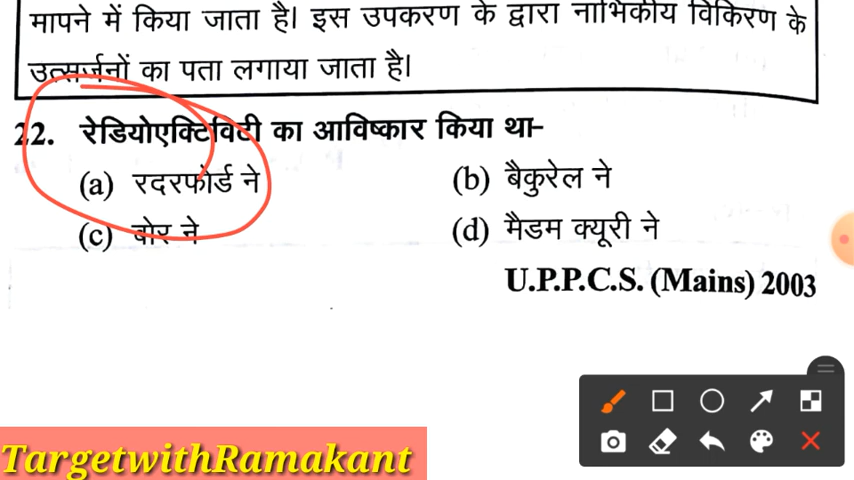 मापने में किया जाता है। इस उपकरण के द्वारा नाभिकीय विकिरण के
उत्सर्जनों का पता लगाया जाता है।
22. रेडियोएक्टिविटी का आविष्कार किया था–
(a) रदरफोर्ड ने (b) बैकुरेल ने
(c) बोर ने (d) मैडम क्यूरी ने
U.P.P.C.S. (Mains) 2003
TargetwithRamakant